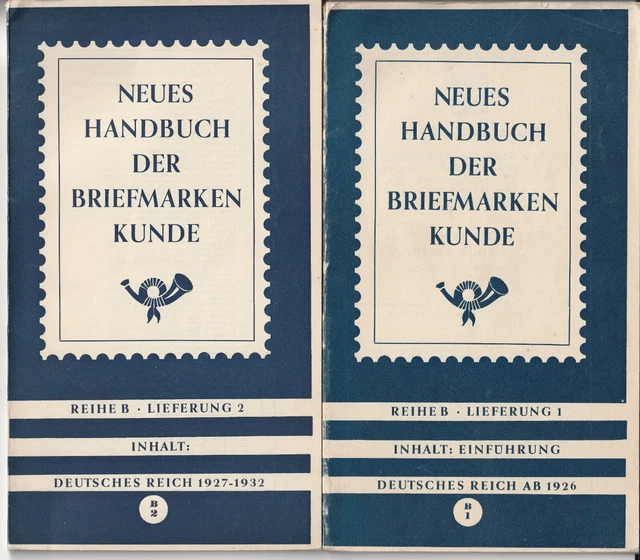 NEUES
HANDBUCH
DER
BRIEFMARKEN
KUNDE
REIHE B · LIEFERUNG 2
INHALT:
DEUTSCHES REICH 1927-1932
B
2
NEUES
HANDBUCH
DER
BRIEFMARKEN
KUNDE
REIHE B · LIEFERUNG 1
INHALT: EINFÜHRUNG
DEUTSCHES REICH AB 1926
B
1